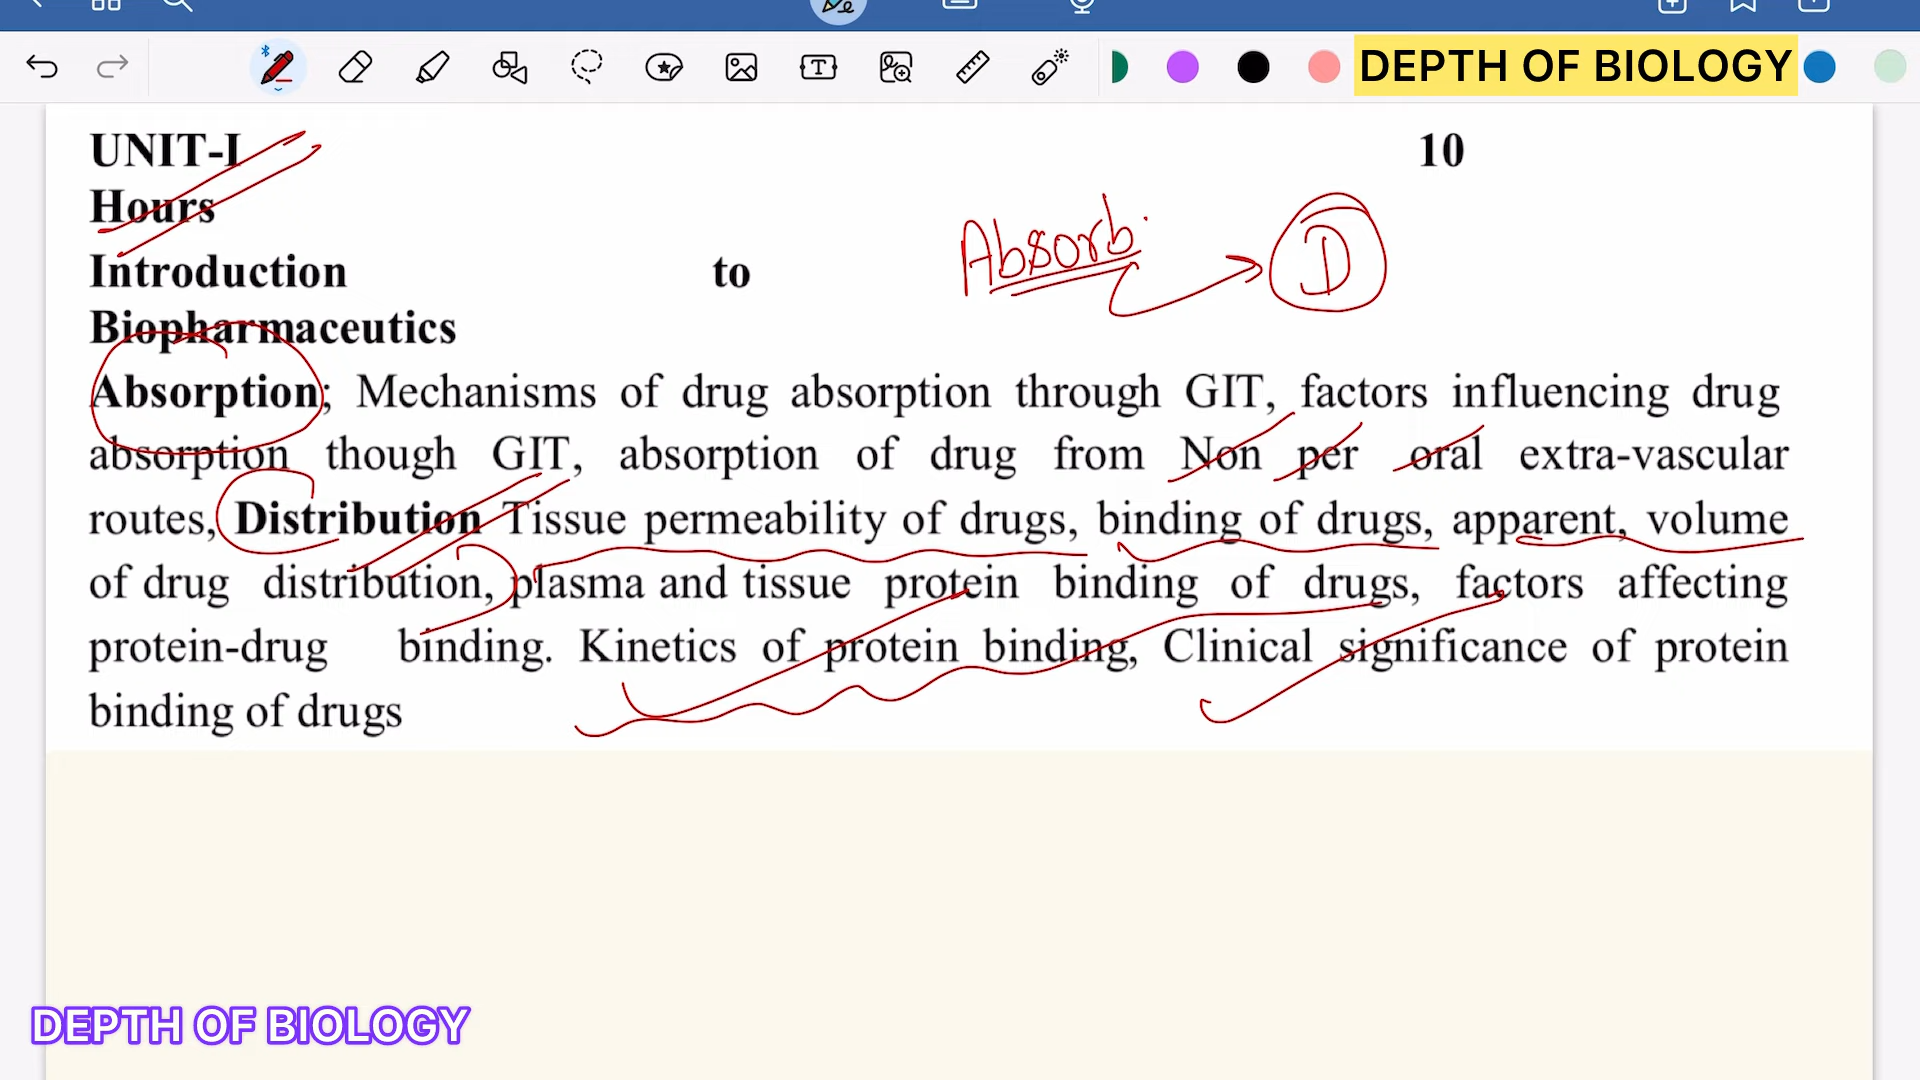 DEPTH OF BIOLOGY
UNIT-I 10
Hours
Absorb.
D
Introduction to
Biopharmaceutics
Absorption; Mechanisms of drug absorption through GIT, factors influencing drug
absorption though GIT, absorption of drug from Non per oral extra-vascular
routes, Distribution Tissue permeability of drugs, binding of drugs, apparent, volume
of drug distribution, plasma and tissue protein binding of drugs, factors affecting
protein-drug binding. Kinetics of protein binding, Clinical significance of protein
binding of drugs
DEPTH OF BIOLOGY